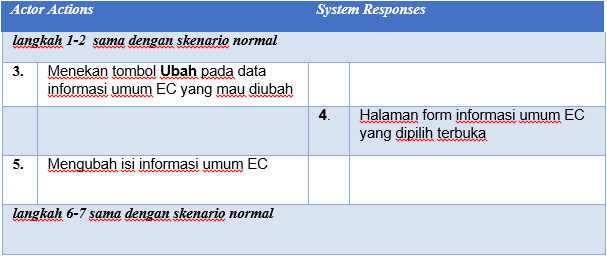 Actor Actions System Responses
langkah 1-2 sama dengan skenario normal
3. Menekan tombol Ubah pada data
informasi umum EC yang mau diubah
4. Halaman form informasi umum EC
yang dipilih terbuka
5. Mengubah isi informasi umum EC
langkah 6-7 sama dengan skenario normal